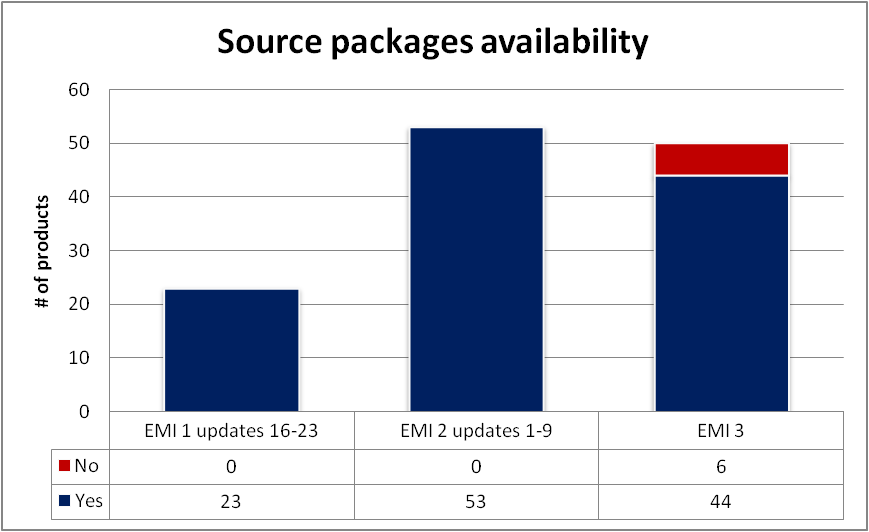 Source packages availability
# of products
60
50
40
30
20
10
0
EMI 1 updates 16-23 EMI 2 updates 1-9 EMI 3
No 0 0 6
Yes 23 53 44